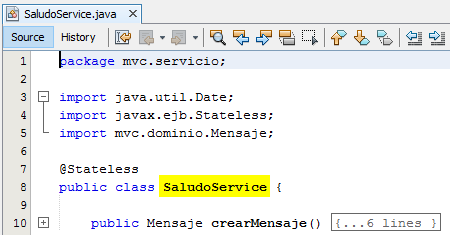 SaludoService.java
Source History
1 package mvc.servicio;
2
3 import java.util.Date;
4 import javax.ejb.Stateless;
5 import mvc.dominio.Mensaje;
6
7 @Stateless
8 public class SaludoService {
9
10 public Mensaje crearMensaje() {...6 lines }